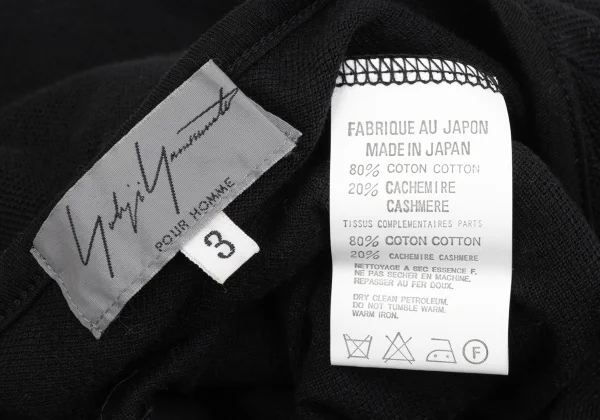 Yohji Yamamoto
POUR HOMME
3
FABRIQUE AU JAPON
MADE IN JAPAN
80% COTON COTTON
20% CACHEMIRE
CASHMERE
TISSUS COMPLEMENTAIRES PARTS
80% COTON COTTON
20% CACHEMIRE CASHMERE
NETTOYAGE A SEC ESSENCE F.
NE PAS SECHER EN MACHINE.
REPASSER AU FER DOUX.
DRY CLEAN PETROLEUM.
DO NOT TUMBLE WARM.
WARM IRON.
F